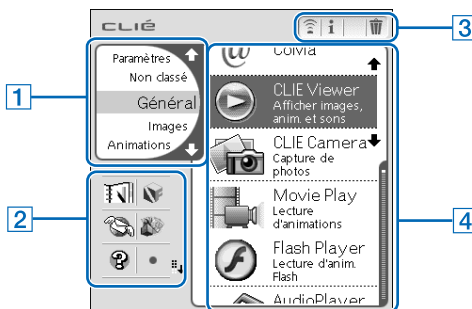 CLIÉ
i
3
Paramètres
Non classé
Général
Images
Animations
1
2
?
@
CLIE Viewer
Afficher images,
anim. et sons
CLIE Camera
Capture de
photos
Movie Play
Lecture
d'animations
Flash Player
Lecture d'anim.
Flash
AudioPlayer
4